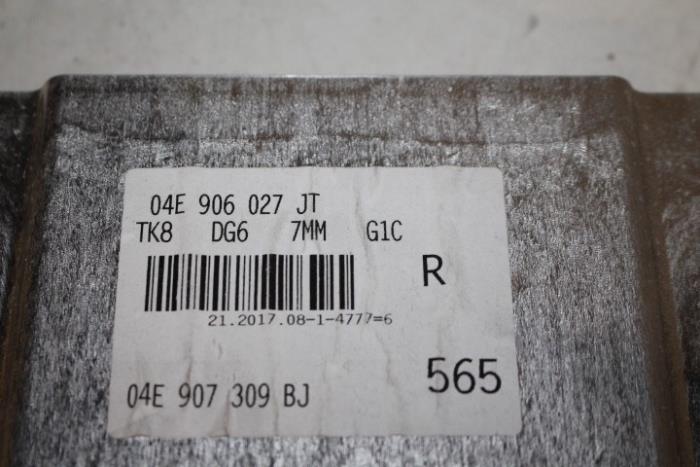 04E 906 027 JT
TK8 DG6 7MM G1C
R
21.2017.08-1-4777=6
565
04E 907 309 BJ